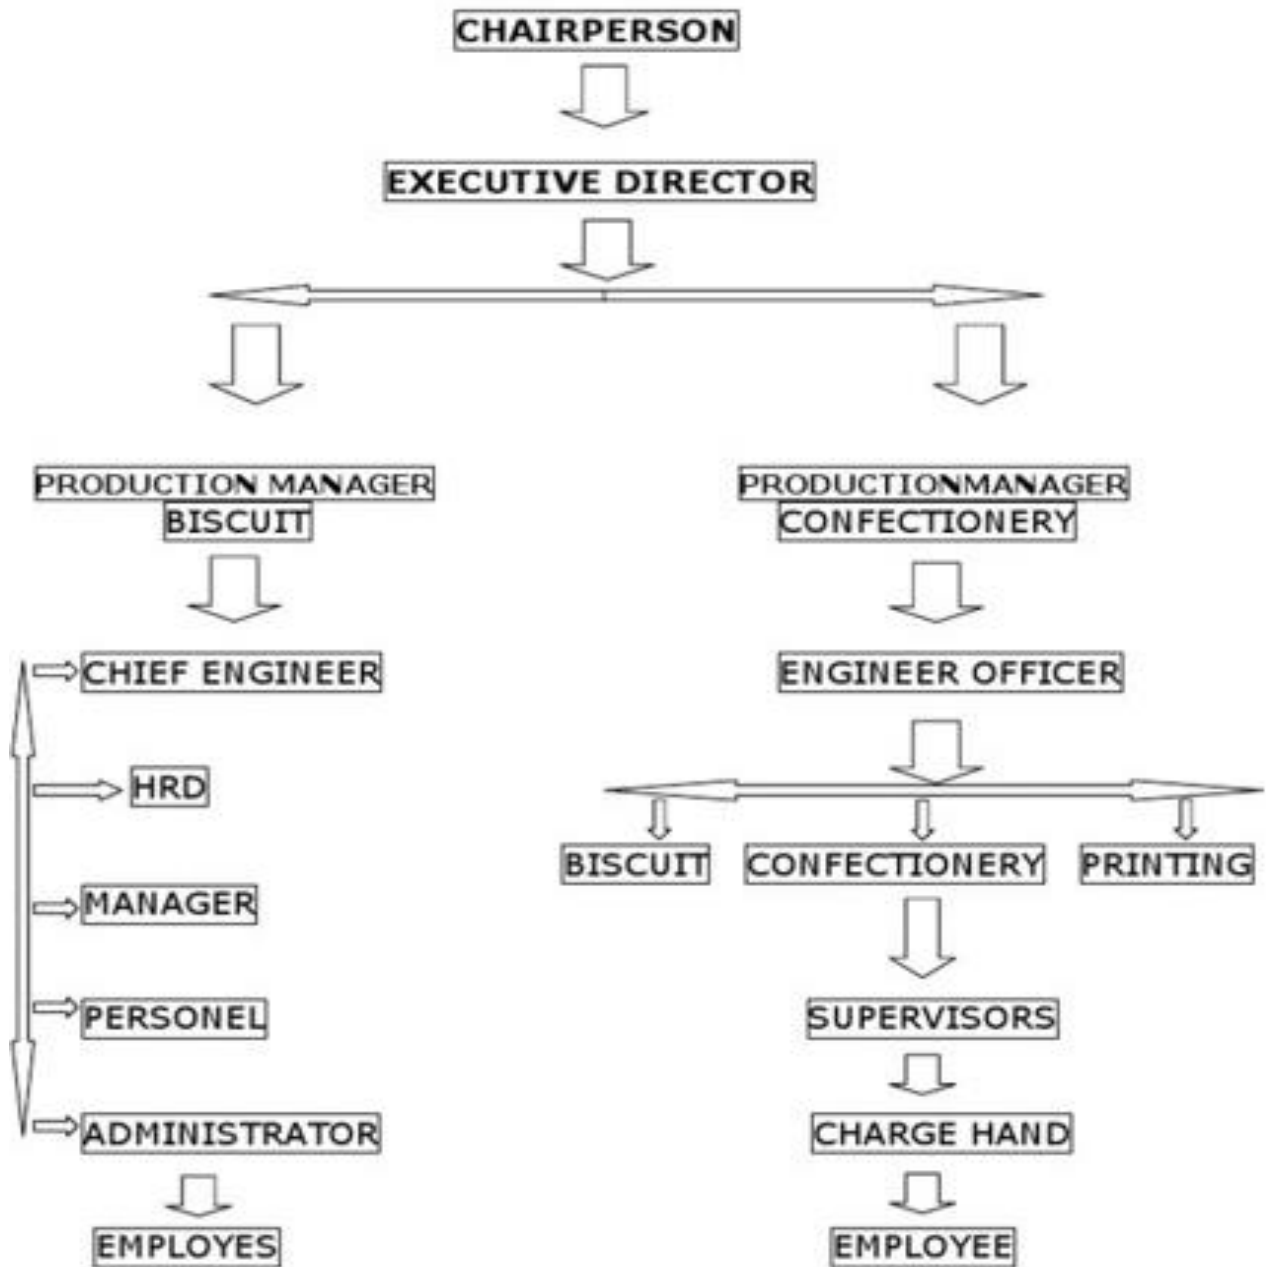 CHAIRPERSON
EXECUTIVE DIRECTOR
PRODUCTION MANAGER
BISCUIT
PRODUCTIONMANAGER
CONFECTIONERY
CHIEF ENGINEER
HRD
MANAGER
PERSONEL
ADMINISTRATOR
EMPLOYES
ENGINEER OFFICER
BISCUIT
CONFECTIONERY
PRINTING
SUPERVISORS
CHARGE HAND
EMPLOYEE